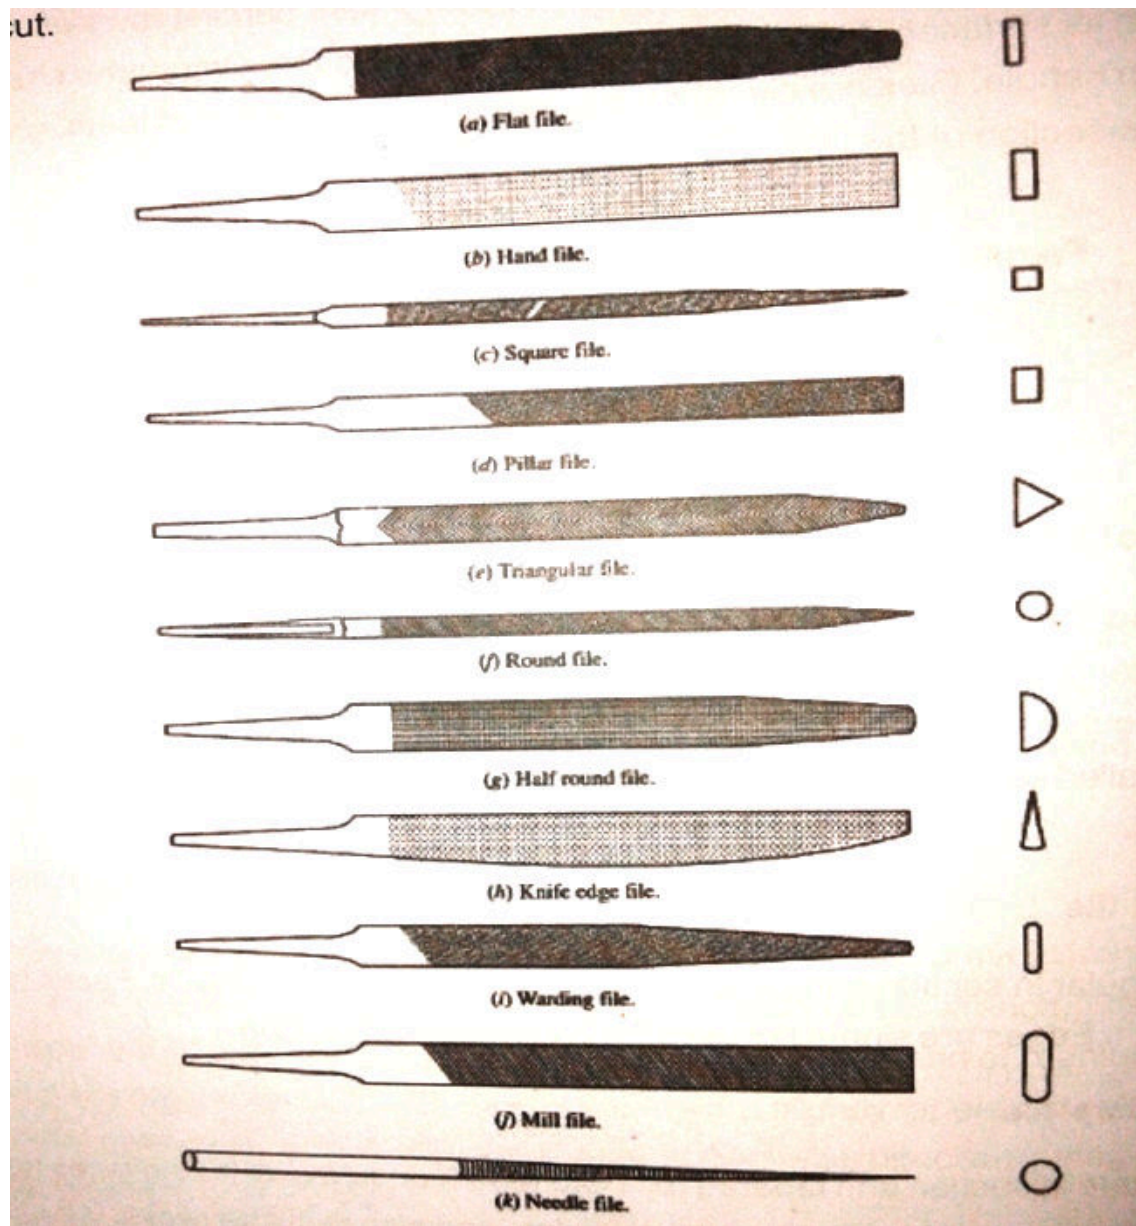 cut.
(a) Flat file.
(b) Hand file.
(c) Square file.
(d) Pillar file.
(e) Triangular file.
(f) Round file.
(g) Half round file.
(h) Knife edge file.
(i) Warding file.
(j) Mill file.
(k) Needle file.